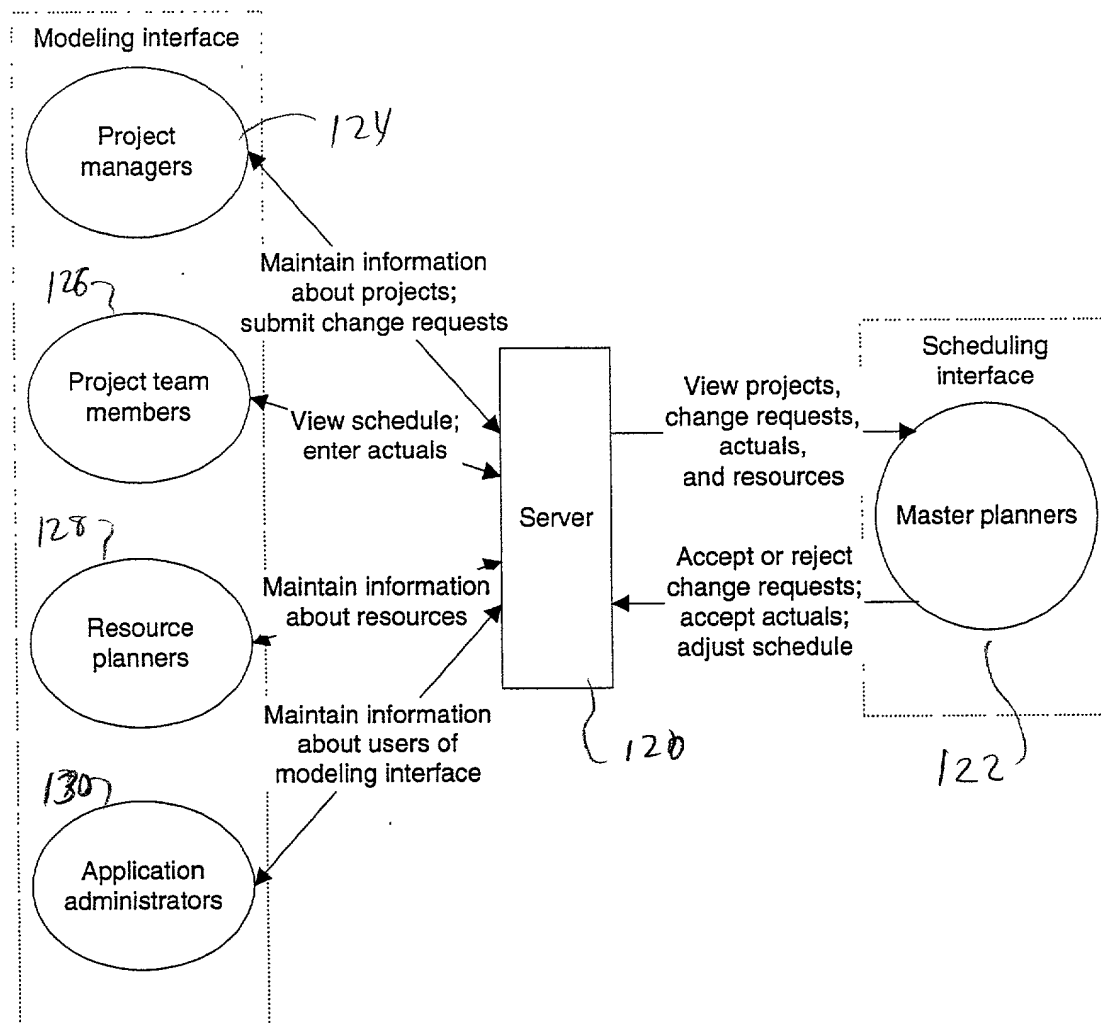 Modeling interface
Project
managers
124
Maintain information
about projects;
submit change requests
126
Project team
members
View schedule;
enter actuals
Scheduling
interface
View projects,
change requests,
actuals,
and resources
Server
Master planners
128
Resource
planners
Maintain information
about resources
Accept or reject
change requests;
accept actuals;
adjust schedule
Maintain information
about users of
modeling interface
120
122
130
Application
administrators